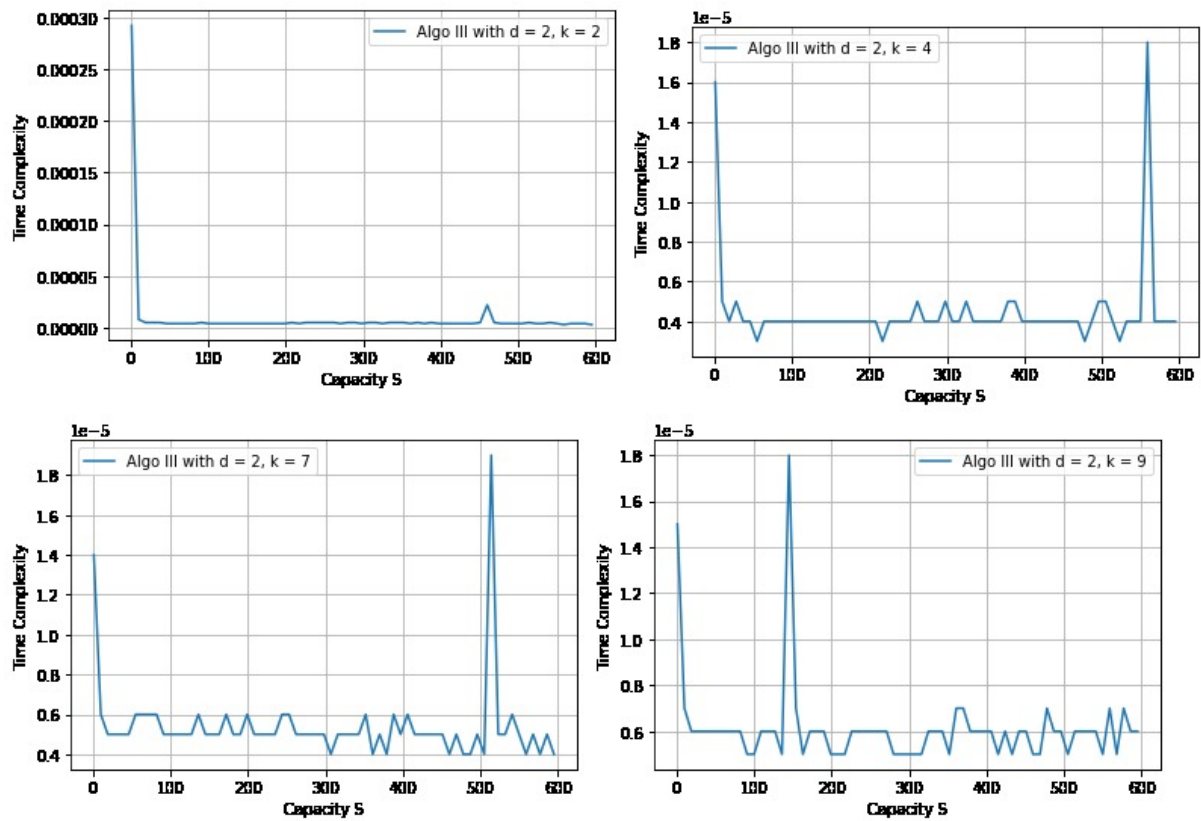 Algo III with d = 2, k = 2
0.00030
0.00025
0.00020
0.00015
0.00010
0.00005
0.00000
Time Complexity
0 100 200 300 400 500 600
Capacity S
1e-5
Algo III with d = 2, k = 4
1.8
1.6
1.4
1.2
1.0
0.8
0.6
0.4
Time Complexity
0 100 200 300 400 500 600
Capacity S
1e-5
Algo III with d = 2, k = 7
1.8
1.6
1.4
1.2
1.0
0.8
0.6
0.4
Time Complexity
0 100 200 300 400 500 600
Capacity S
1e-5
Algo III with d = 2, k = 9
1.8
1.6
1.4
1.2
1.0
0.8
0.6
Time Complexity
0 100 200 300 400 500 600
Capacity S